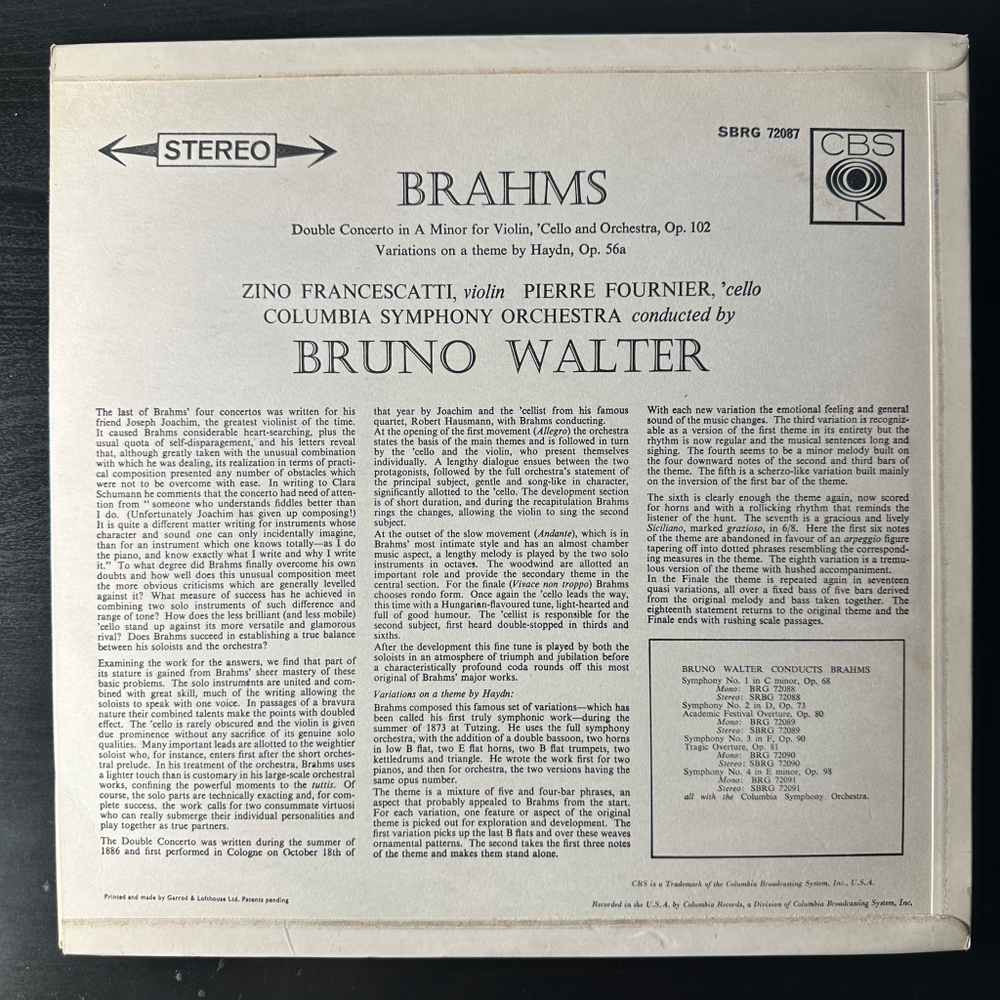 STEREO
SBRG 72087
CBS
BRAHMS
Double Concerto in A Minor for Violin, 'Cello and Orchestra, Op. 102
Variations on a theme by Haydn, Op. 56a
ZINO FRANCESCATTI, violin PIERRE FOURNIER, 'cello
COLUMBIA SYMPHONY ORCHESTRA conducted by
BRUNO WALTER
The last of Brahms' four concertos was written for his
friend Joseph Joachim, the greatest violinist of the time.
It caused Brahms considerable heart-searching, plus the
usual quota of self-disparagement, and his letters reveal
that, although greatly taken with the unusual combination
with which he was dealing, its realization in terms of practi-
cal composition presented any number of obstacles which
were not to be overcome with ease. In writing to Clara
Schumann he comments that the concerto had need of atten-
tion from " someone who understands fiddles better than
I do. (Unfortunately Joachim has given up composing!)
It is quite a different matter writing for instruments whose
character and sound one can only incidentally imagine,
than for an instrument which one knows totally—as I do
the piano, and know exactly what I write and why I write
it." To what degree did Brahms finally overcome his own
doubts and how well does this unusual composition meet
the more obvious criticisms which are generally levelled
against it? What measure of success has he achieved in
combining two solo instruments of such difference and
range of tone? How does the less brilliant (and less mobile)
'cello stand up against its more versatile and glamorous
rival? Does Brahms succeed in establishing a true balance
between his soloists and the orchestra?
Examining the work for the answers, we find that part of
its stature is gained from Brahms' sheer mastery of these
basic problems. The solo instruments are united and com-
bined with great skill, much of the writing allowing the
soloists to speak with one voice. In passages of a bravura
nature their combined talents make the points with doubled
effect. The 'cello is rarely obscured and the violin is given
due prominence without any sacrifice of its genuine solo
qualities. Many important leads are allotted to the weightier
soloist who, for instance, enters first after the short orches-
tral prelude. In his treatment of the orchestra, Brahms uses
a lighter touch than is customary in his large-scale orchestral
works, confining the powerful moments to the tuttis. Of
course, the solo parts are technically exacting and, for com-
plete success, the work calls for two consummate virtuosi
who can really submerge their individual personalities and
play together as true partners.
The Double Concerto was written during the summer of
1886 and first performed in Cologne on October 18th of
that year by Joachim and the 'cellist from his famous
quartet, Robert Hausmann, with Brahms conducting.
At the opening of the first movement (Allegro) the orchestra
states the basis of the main themes and is followed in turn
by the 'cello and the violin, who present themselves
individually. A lengthy dialogue ensues between the two
protagonists, followed by the full orchestra's statement of
the principal subject, gentle and song-like in character,
significantly allotted to the 'cello. The development section
is of short duration, and during the recapitulation Brahms
rings the changes, allowing the violin to sing the second
subject.
At the outset of the slow movement (Andante), which is in
Brahms' most intimate style and has an almost chamber
music aspect, a lengthy melody is played by the two solo
instruments in octaves. The woodwind are allotted an
important role and provide the secondary theme in the
central section. For the finale (Vivace non troppo) Brahms
chooses rondo form. Once again the 'cello leads the way,
this time with a Hungarian-flavoured tune, light-hearted and
full of good humour. The 'cellist is responsible for the
second subject, first heard double-stopped in thirds and
sixths.
After the development this fine tune is played by both the
soloists in an atmosphere of triumph and jubilation before
a characteristically profound coda rounds off this most
original of Brahms' major works.
Variations on a theme by Haydn:
Brahms composed this famous set of variations—which has
been called his first truly symphonic work—during the
summer of 1873 at Tutzing. He uses the full symphony
orchestra, with the addition of a double bassoon, two horns
in low B flat, two E flat horns, two B flat trumpets, two
kettledrums and triangle. He wrote the work first for two
pianos, and then for orchestra, the two versions having the
same opus number.
The theme is a mixture of five and four-bar phrases, an
aspect that probably appealed to Brahms from the start.
For each variation, one feature or aspect of the original
theme is picked out for exploration and development. The
first variation picks up the last B flats and over these weaves
ornamental patterns. The second takes the first three notes
of the theme and makes them stand alone.
With each new variation the emotional feeling and general
sound of the music changes. The third variation is recogniz-
able as a version of the first theme in its entirety but the
rhythm is now regular and the musical sentences long and
sighing. The fourth seems to be a minor melody built on
the four downward notes of the second and third bars of
the theme. The fifth is a scherzo-like variation built mainly
on the inversion of the first bar of the theme.
The sixth is clearly enough the theme again, now scored
for horns and with a rollicking rhythm that reminds the
listener of the hunt. The seventh is a gracious and lively
Siciliano, marked grazioso, in 6/8. Here the first six notes
of the theme are abandoned in favour of an arpeggio figure
tapering off into dotted phrases resembling the correspond-
ing measures in the theme. The eighth variation is a tremu-
lous version of the theme with hushed accompaniment.
In the Finale the theme is repeated again in seventeen
quasi variations, all over a fixed bass of five bars derived
from the original melody and bass taken together. The
eighteenth statement returns to the original theme and the
Finale ends with rushing scale passages.
BRUNO WALTER CONDUCTS BRAHMS
Symphony No. 1 in C minor, Op. 68
Mono: BRG 72088
Stereo: SRBG 72088
Symphony No. 2 in D, Op. 73
Academic Festival Overture, Op. 80
Mono: BRG 72089
Stereo: SBRG 72089
Symphony No. 3 in F, Op. 90
Tragic Overture, Op. 81
Mono: BRG 72090
Stereo: SBRG 72090
Symphony No. 4 in E minor, Op. 98
Mono: BRG 72091
Stereo: SBRG 72091
all with the Columbia Symphony Orchestra.
Printed and made by Garrod & Lofthouse Ltd. Patents pending
CBS is a Trademark of the Columbia Broadcasting System, Inc., U.S.A.
Recorded in the U.S.A. by Columbia Records, a Division of Columbia Broadcasting System, Inc.